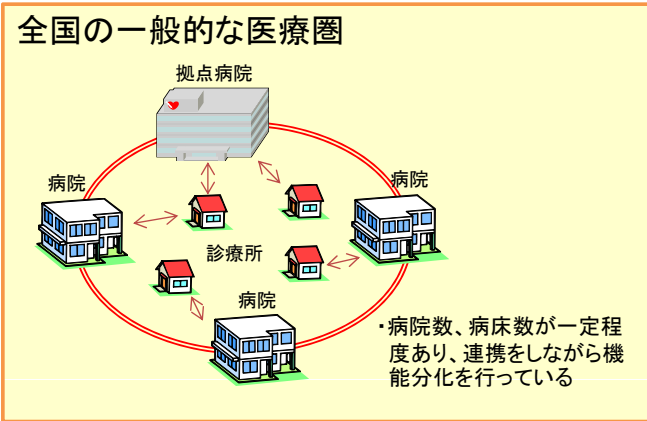 全国の一般的な医療圏
拠点病院
病院
病院
診療所
病院
・病院数、病床数が一定程
度あり、連携をしながら機
能分化を行っている